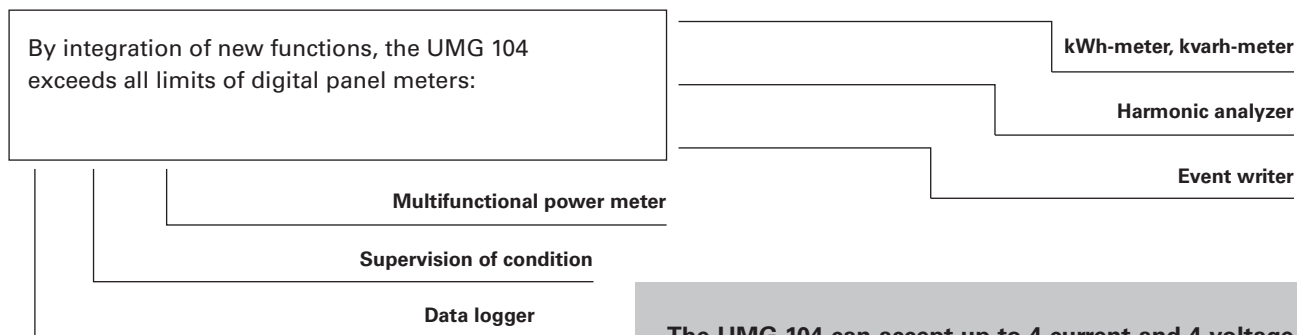 By integration of new functions, the UMG 104
exceeds all limits of digital panel meters:
kWh-meter, kvarh-meter
Harmonic analyzer
Event writer
Multifunctional power meter
Supervision of condition
Data logger
The UMG 104 can accept up to 4 current and 4 voltage